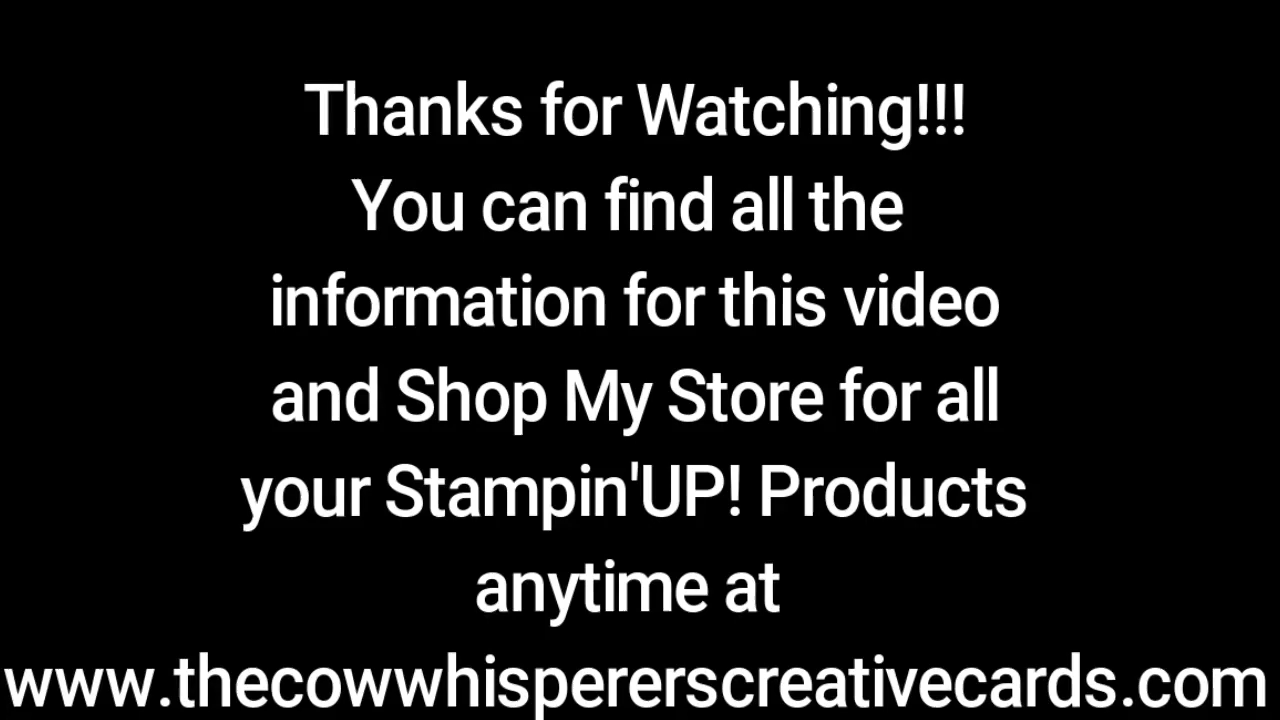 Thanks for Watching!!!
You can find all the
information for this video
and Shop My Store for all
your Stampin'UP! Products
anytime at
www.thecowwhispererscreativecards.com